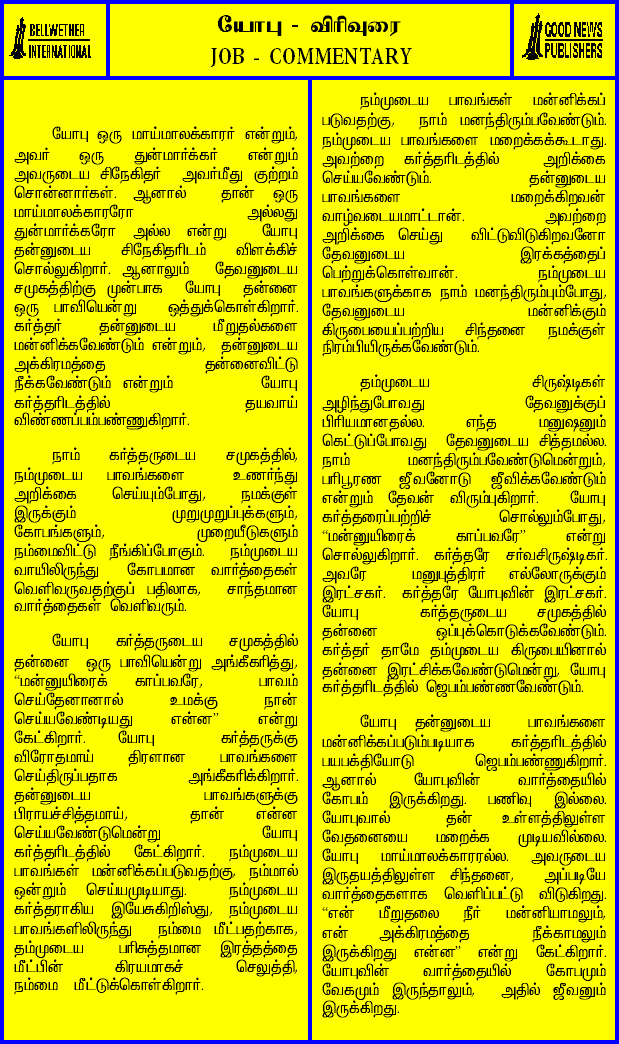 BELLWETHER
INTERNATIONAL
யோபு - விரிவுரை
JOB - COMMENTARY
GOOD NEWS
PUBLISHERS
யோபு ஒரு மாய்மாலக்காரர் என்றும்,
அவர் ஒரு துன்மார்க்கர் என்றும்
அவருடைய சிநேகிதர் அவர்மீது குற்றம்
சொன்னார்கள். ஆனால் தான் ஒரு
மாய்மாலக்காரரோ அல்லது
துன்மார்க்கரோ அல்ல என்று யோபு
தன்னுடைய சிநேகிதரிடம் விளக்கிச்
சொல்லுகிறார். ஆனாலும் தேவனுடைய
சமுகத்திற்கு முன்பாக யோபு தன்னை
ஒரு பாவியென்று ஒத்துக்கொள்கிறார்.
கர்த்தர் தன்னுடைய மீறுதல்களை
மன்னிக்கவேண்டும் என்றும், தன்னுடைய
அக்கிரமத்தை தன்னைவிட்டு
நீக்கவேண்டும் என்றும் யோபு
கர்த்தரிடத்தில் தயவாய்
விண்ணப்பம்பண்ணுகிறார்.
நாம் கர்த்தருடைய சமுகத்தில்,
நம்முடைய பாவங்களை உணர்ந்து
அறிக்கை செய்யும்போது, நமக்குள்
இருக்கும் முறுமுறுப்புக்களும்,
கோபங்களும், முறையீடுகளும்
நம்மைவிட்டு நீங்கிப்போகும். நம்முடைய
வாயிலிருந்து கோபமான வார்த்தைகள்
வெளிவருவதற்குப் பதிலாக, சாந்தமான
வார்த்தைகள் வெளிவரும்.
யோபு கர்த்தருடைய சமுகத்தில்
தன்னை ஒரு பாவியென்று அங்கீகரித்து,
“மன்னுயிரைக் காப்பவரே, பாவம்
செய்தேனானால் உமக்கு நான்
செய்யவேண்டியது என்ன” என்று
கேட்கிறார். யோபு கர்த்தருக்கு
விரோதமாய் திரளான பாவங்களை
செய்திருப்பதாக அங்கீகரிக்கிறார்.
தன்னுடைய பாவங்களுக்கு
பிராயச்சித்தமாய், தான் என்ன
செய்யவேண்டுமென்று யோபு
கர்த்தரிடத்தில் கேட்கிறார். நம்முடைய
பாவங்கள் மன்னிக்கப்படுவதற்கு, நம்மால்
ஒன்றும் செய்யமுடியாது. நம்முடைய
கர்த்தராகிய இயேசுகிறிஸ்து, நம்முடைய
பாவங்களிலிருந்து நம்மை மீட்பதற்காக,
தம்முடைய பரிசுத்தமான இரத்தத்தை
மீட்பின் கிரயமாகச் செலுத்தி,
நம்மை மீட்டுக்கொள்கிறார்.
நம்முடைய பாவங்கள் மன்னிக்கப்
படுவதற்கு, நாம் மனந்திரும்பவேண்டும்.
நம்முடைய பாவங்களை மறைக்கக்கூடாது.
அவற்றை கர்த்தரிடத்தில் அறிக்கை
செய்யவேண்டும். தன்னுடைய
பாவங்களை மறைக்கிறவன்
வாழ்வடையமாட்டான். அவற்றை
அறிக்கை செய்து விட்டுவிடுகிறவனோ
தேவனுடைய இரக்கத்தைப்
பெற்றுக்கொள்வான். நம்முடைய
பாவங்களுக்காக நாம் மனந்திரும்பும்போது,
தேவனுடைய மன்னிக்கும்
கிருபையைப்பற்றிய சிந்தனை நமக்குள்
நிரம்பியிருக்கவேண்டும்.
தம்முடைய சிருஷ்டிகள்
அழிந்துபோவது தேவனுக்குப்
பிரியமானதல்ல. எந்த மனுஷனும்
கெட்டுப்போவது தேவனுடைய சித்தமல்ல.
நாம் மனந்திரும்பவேண்டுமென்றும்,
பரிபூரண ஜீவனோடு ஜீவிக்கவேண்டும்
என்றும் தேவன் விரும்புகிறார். யோபு
கர்த்தரைப்பற்றிச் சொல்லும்போது,
“மன்னுயிரைக் காப்பவரே” என்று
சொல்லுகிறார். கர்த்தரே சர்வசிருஷ்டிகர்.
அவரே மனுபுத்திரர் எல்லோருக்கும்
இரட்சகர். கர்த்தரே யோபுவின் இரட்சகர்.
யோபு கர்த்தருடைய சமுகத்தில்
தன்னை ஒப்புக்கொடுக்கவேண்டும்.
கர்த்தர் தாமே தம்முடைய கிருபையினால்
தன்னை இரட்சிக்கவேண்டுமென்று, யோபு
கர்த்தரிடத்தில் ஜெபம்பண்ணவேண்டும்.
யோபு தன்னுடைய பாவங்களை
மன்னிக்கப்படும்படியாக கர்த்தரிடத்தில்
பயபக்தியோடு ஜெபம்பண்ணுகிறார்.
ஆனால் யோபுவின் வார்த்தையில்
கோபம் இருக்கிறது. பணிவு இல்லை.
யோபுவால் தன் உள்ளத்திலுள்ள
வேதனையை மறைக்க முடியவில்லை.
யோபு மாய்மாலக்காரரல்ல. அவருடைய
இருதயத்திலுள்ள சிந்தனை, அப்படியே
வார்த்தைகளாக வெளிப்பட்டு விடுகிறது.
“என் மீறுதலை நீர் மன்னியாமலும்,
என் அக்கிரமத்தை நீக்காமலும்
இருக்கிறது என்ன” என்று கேட்கிறார்.
யோபுவின் வார்த்தையில் கோபமும்
வேகமும் இருந்தாலும், அதில் ஜீவனும்
இருக்கிறது.